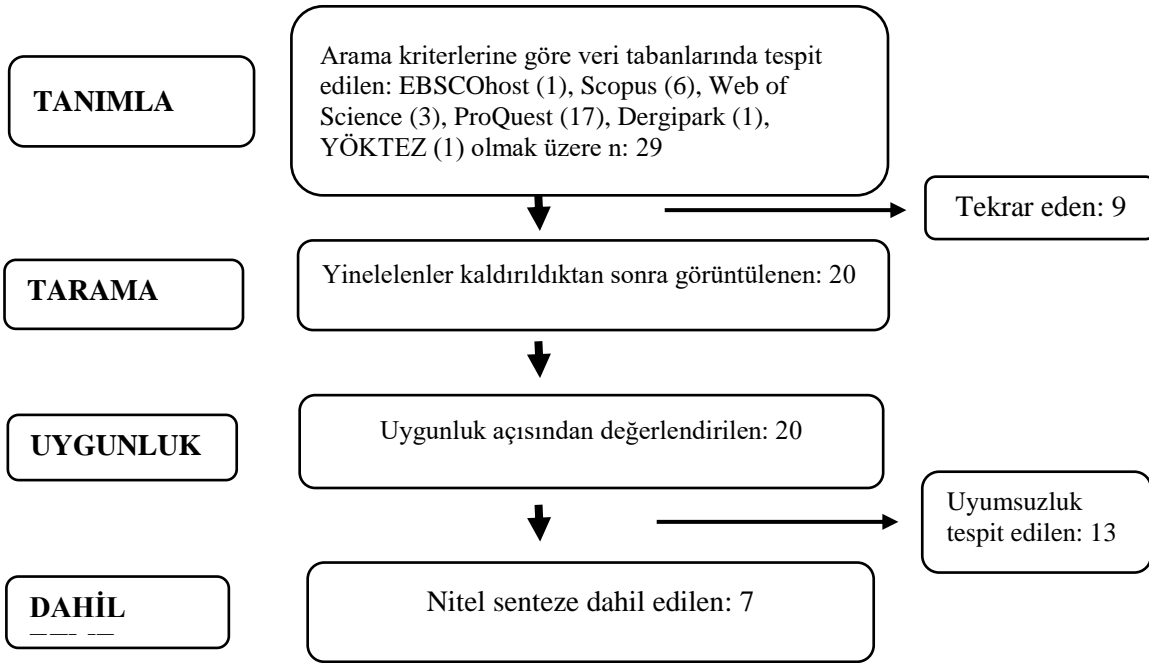 TANIMLA
Arama kriterlerine göre veri tabanlarında tespit
edilen: EBSCOhost (1), Scopus (6), Web of
Science (3), ProQuest (17), Dergipark (1),
YÖKTEZ (1) olmak üzere n: 29
Tekrar eden: 9
TARAMA
Yinelelenler kaldırıldıktan sonra görüntülenen: 20
UYGUNLUK
Uygunluk açısından değerlendirilen: 20
Uyumsuzluk
tespit edilen: 13
DAHİL
Nitel senteze dahil edilen: 7